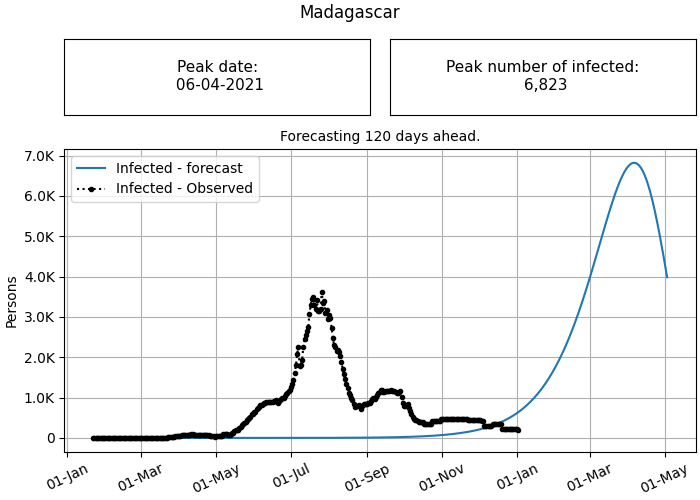 Madagascar
Peak date:
06-04-2021
Peak number of infected:
6,823
Forecasting 120 days ahead.
Infected - forecast
Infected - Observed
7.0K
6.0K
5.0K
4.0K
3.0K
2.0K
1.0K
0
Persons
01-Jan
01-Mar
01-May
01-Jul
01-Sep
01-Nov
01-Jan
01-Mar
01-May